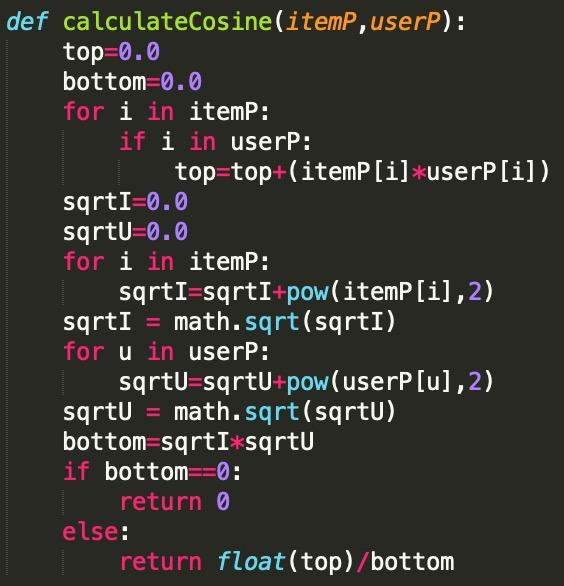 def calculateCosine(itemP,userP):
    top=0.0
    bottom=0.0
    for i in itemP:
        if i in userP:
            top=top+(itemP[i]*userP[i])
    sqrtI=0.0
    sqrtU=0.0
    for i in itemP:
        sqrtI=sqrtI+pow(itemP[i],2)
    sqrtI = math.sqrt(sqrtI)
    for u in userP:
        sqrtU=sqrtU+pow(userP[u],2)
    sqrtU = math.sqrt(sqrtU)
    bottom=sqrtI*sqrtU
    if bottom==0:
        return 0
    else:
        return float(top)/bottom